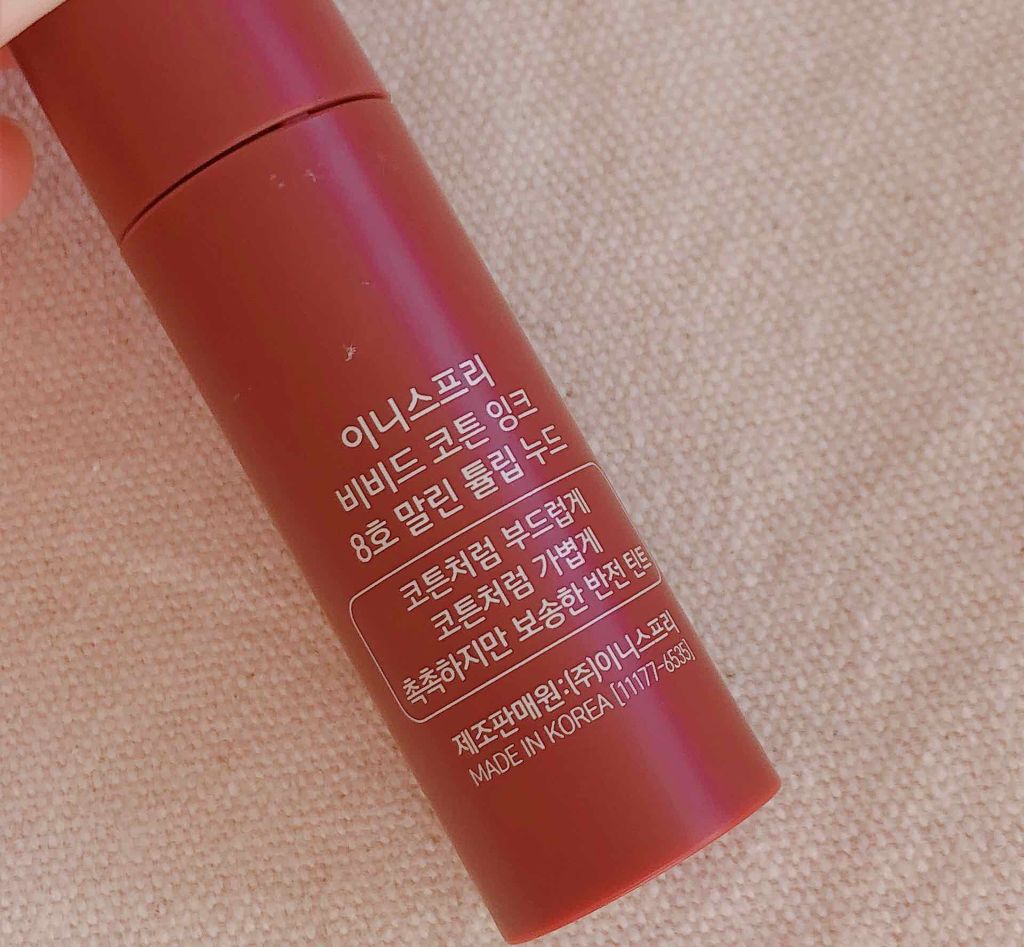 이니스프리
비비드 코튼 잉크
8호 말린 튤립 누드
코튼처럼 부드럽게
코튼처럼 가볍게
촉촉하지만 보송한 반전 틴트
제조판매원:(주)이니스프리
MADE IN KOREA [11177-6535]